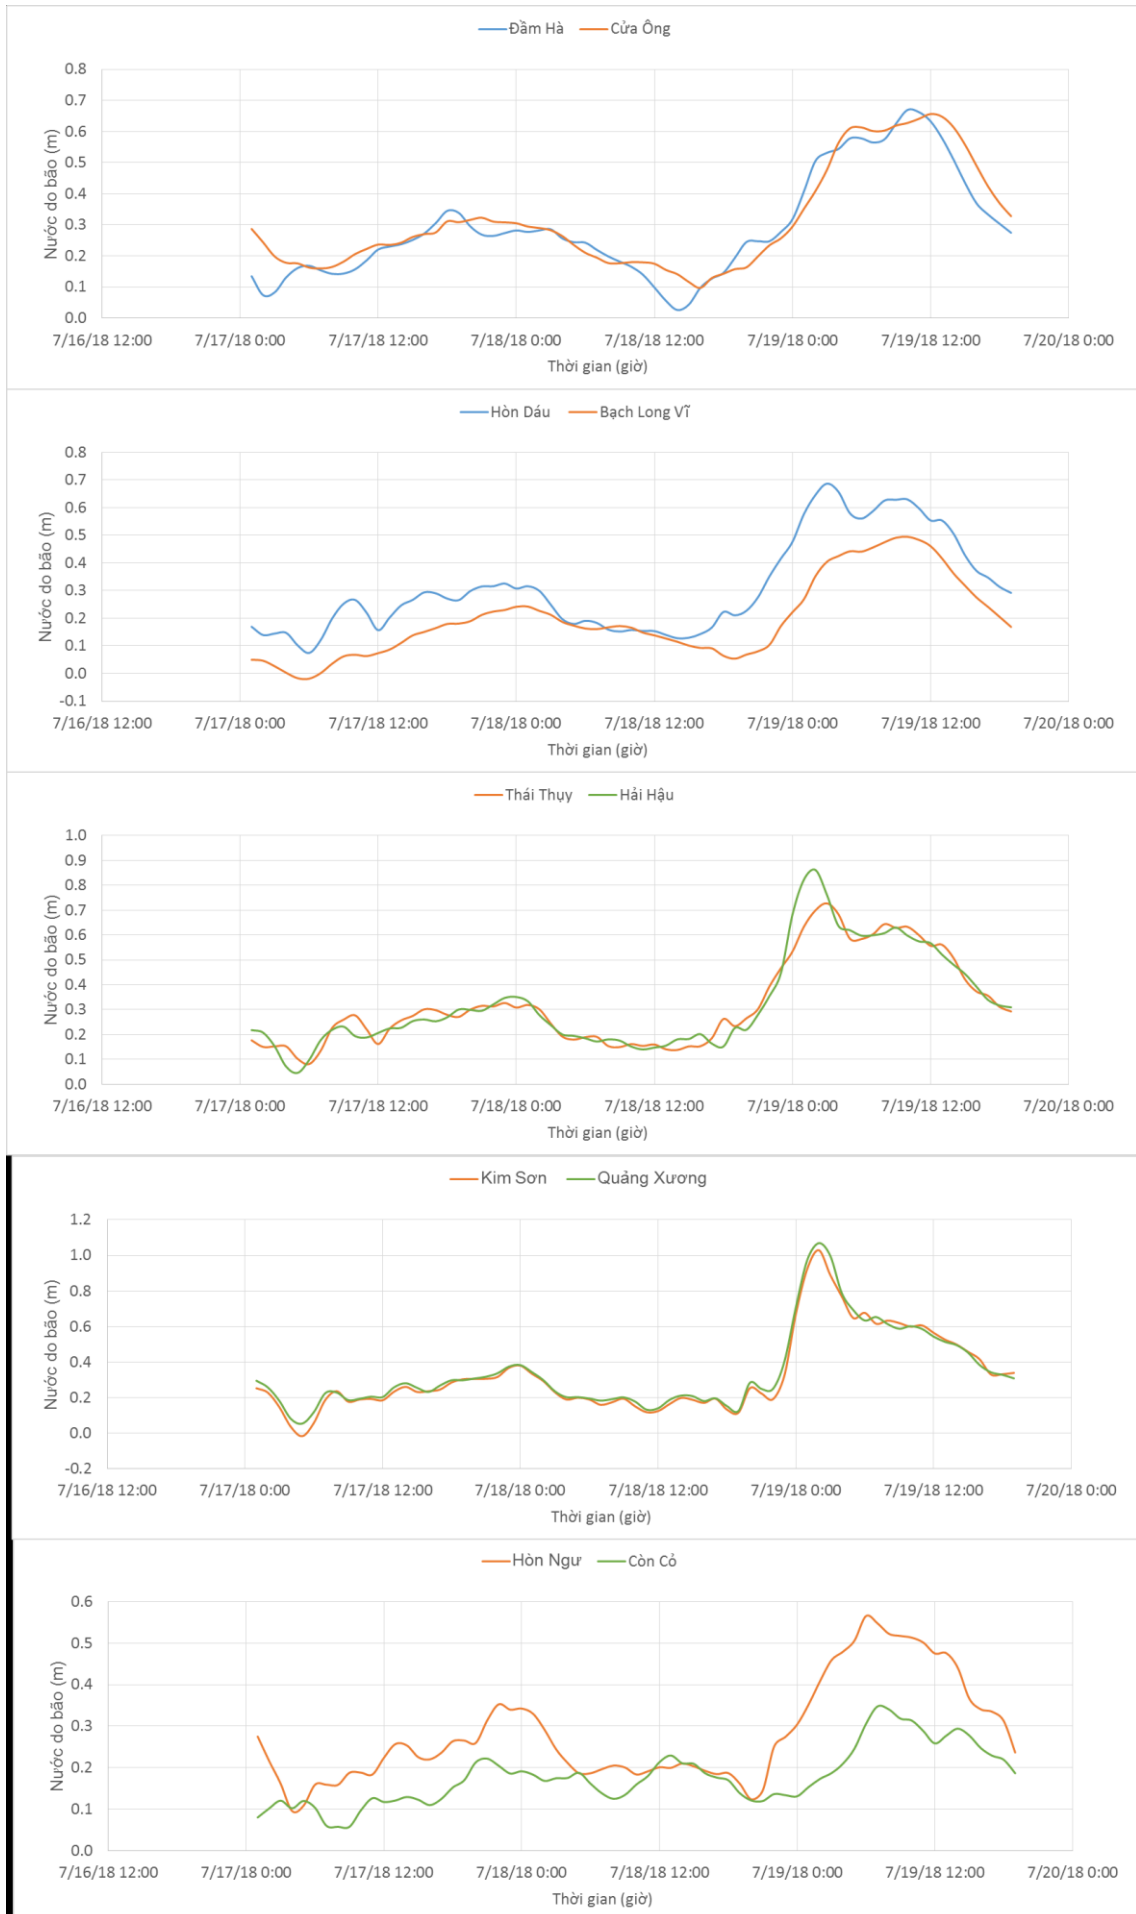 Đầm Hà Cửa Ông
0.8
0.7
0.6
0.5
0.4
0.3
0.2
0.1
0.0
Nước do bão (m)
7/16/18 12:00 7/17/18 0:00 7/17/18 12:00 7/18/18 0:00 7/18/18 12:00 7/19/18 0:00 7/19/18 12:00 7/20/18 0:00
Thời gian (giờ)
Hòn Dáu Bạch Long Vĩ
0.8
0.7
0.6
0.5
0.4
0.3
0.2
0.1
0.0
-0.1
Nước do bão (m)
7/16/18 12:00 7/17/18 0:00 7/17/18 12:00 7/18/18 0:00 7/18/18 12:00 7/19/18 0:00 7/19/18 12:00 7/20/18 0:00
Thời gian (giờ)
Thái Thụy Hải Hậu
1.0
0.9
0.8
0.7
0.6
0.5
0.4
0.3
0.2
0.1
0.0
Nước do bão (m)
7/16/18 12:00 7/17/18 0:00 7/17/18 12:00 7/18/18 0:00 7/18/18 12:00 7/19/18 0:00 7/19/18 12:00 7/20/18 0:00
Thời gian (giờ)
Kim Sơn Quảng Xương
1.2
1.0
0.8
0.6
0.4
0.2
0.0
-0.2
Nước do bão (m)
7/16/18 12:00 7/17/18 0:00 7/17/18 12:00 7/18/18 0:00 7/18/18 12:00 7/19/18 0:00 7/19/18 12:00 7/20/18 0:00
Thời gian (giờ)
Hòn Ngư Còn Cỏ
0.6
0.5
0.4
0.3
0.2
0.1
0.0
Nước do bão (m)
7/16/18 12:00 7/17/18 0:00 7/17/18 12:00 7/18/18 0:00 7/18/18 12:00 7/19/18 0:00 7/19/18 12:00 7/20/18 0:00
Thời gian (giờ)